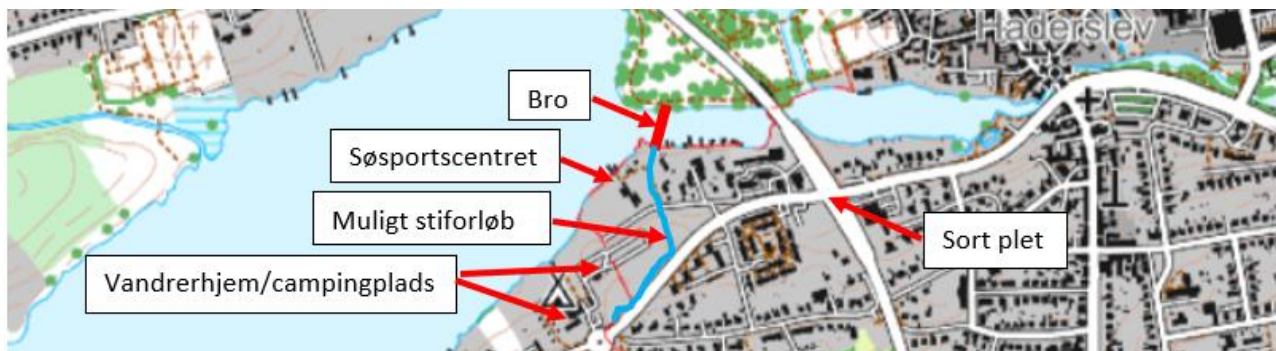 Haderslev
Bro
Søsportscentret
Muligt stiforløb
Sort plet
Vandrerhjem/campingplads